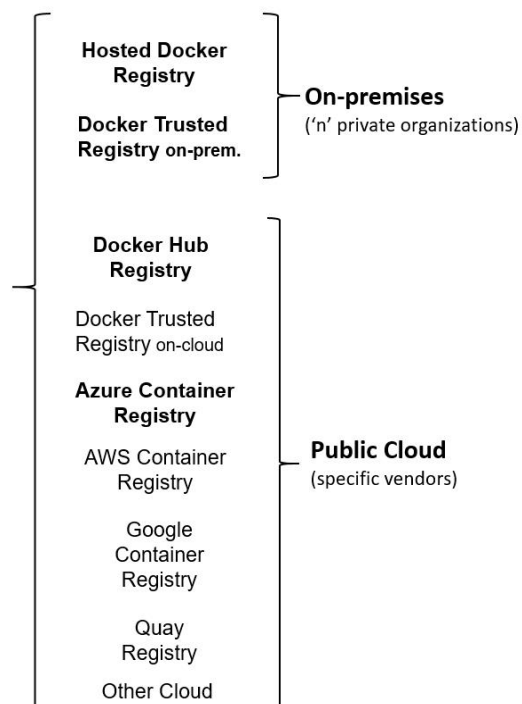 Hosted Docker
Registry
Docker Trusted
Registry on-prem.
On-premises
(‘n’ private organizations)
Docker Hub
Registry
Docker Trusted
Registry on-cloud
Azure Container
Registry
AWS Container
Registry
Public Cloud
(specific vendors)
Google
Container
Registry
Quay
Registry
Other Cloud